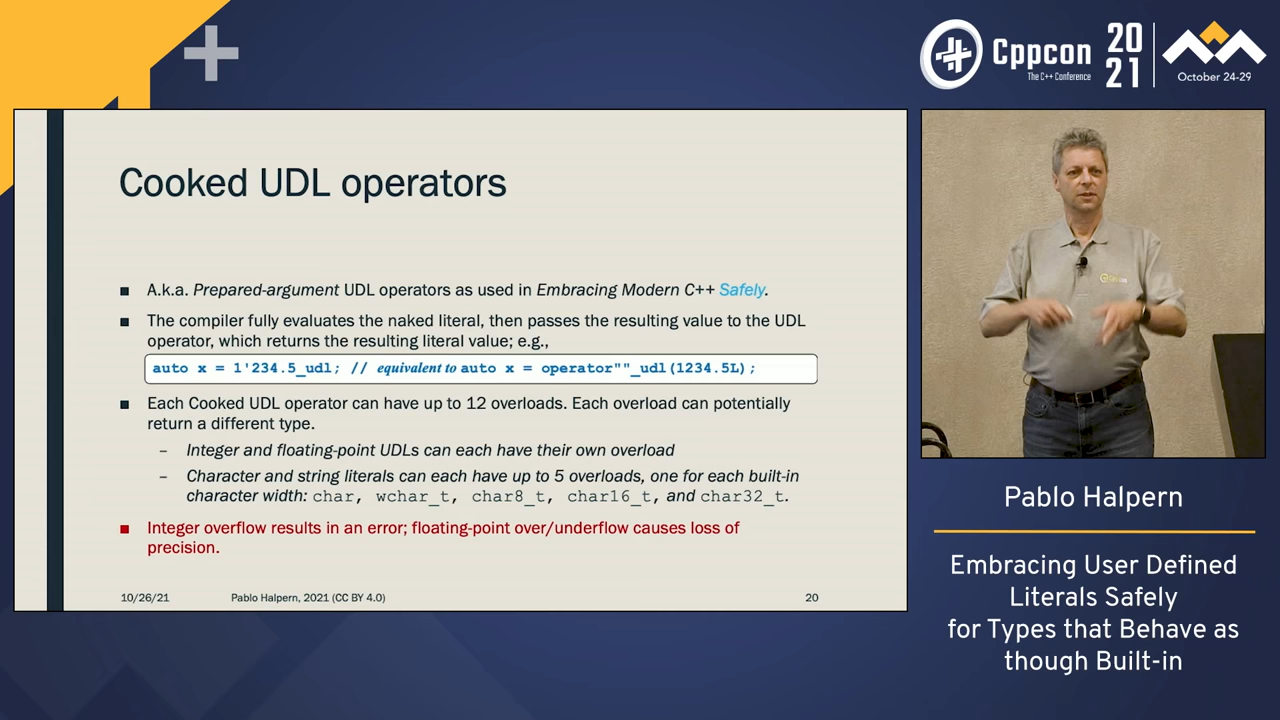 Cppcon
The C++ Conference
20
21
October 24-29
Cooked UDL operators
A.k.a. Prepared-argument UDL operators as used in Embracing Modern C++ Safely.
The compiler fully evaluates the naked literal, then passes the resulting value to the UDL
operator, which returns the resulting literal value; e.g.,
auto x = 1'234.5_udl; // equivalent to auto x = operator""_udl(1234.5L);
Each Cooked UDL operator can have up to 12 overloads. Each overload can potentially
return a different type.
– Integer and floating-point UDLs can each have their own overload
– Character and string literals can each have up to 5 overloads, one for each built-in
character width: char, wchar_t, char8_t, char16_t, and char32_t.
Integer overflow results in an error; floating-point over/underflow causes loss of
precision.
10/26/21 Pablo Halpern, 2021 (CC BY 4.0) 20
Pablo Halpern
Embracing User Defined
Literals Safely
for Types that Behave as
though Built-in